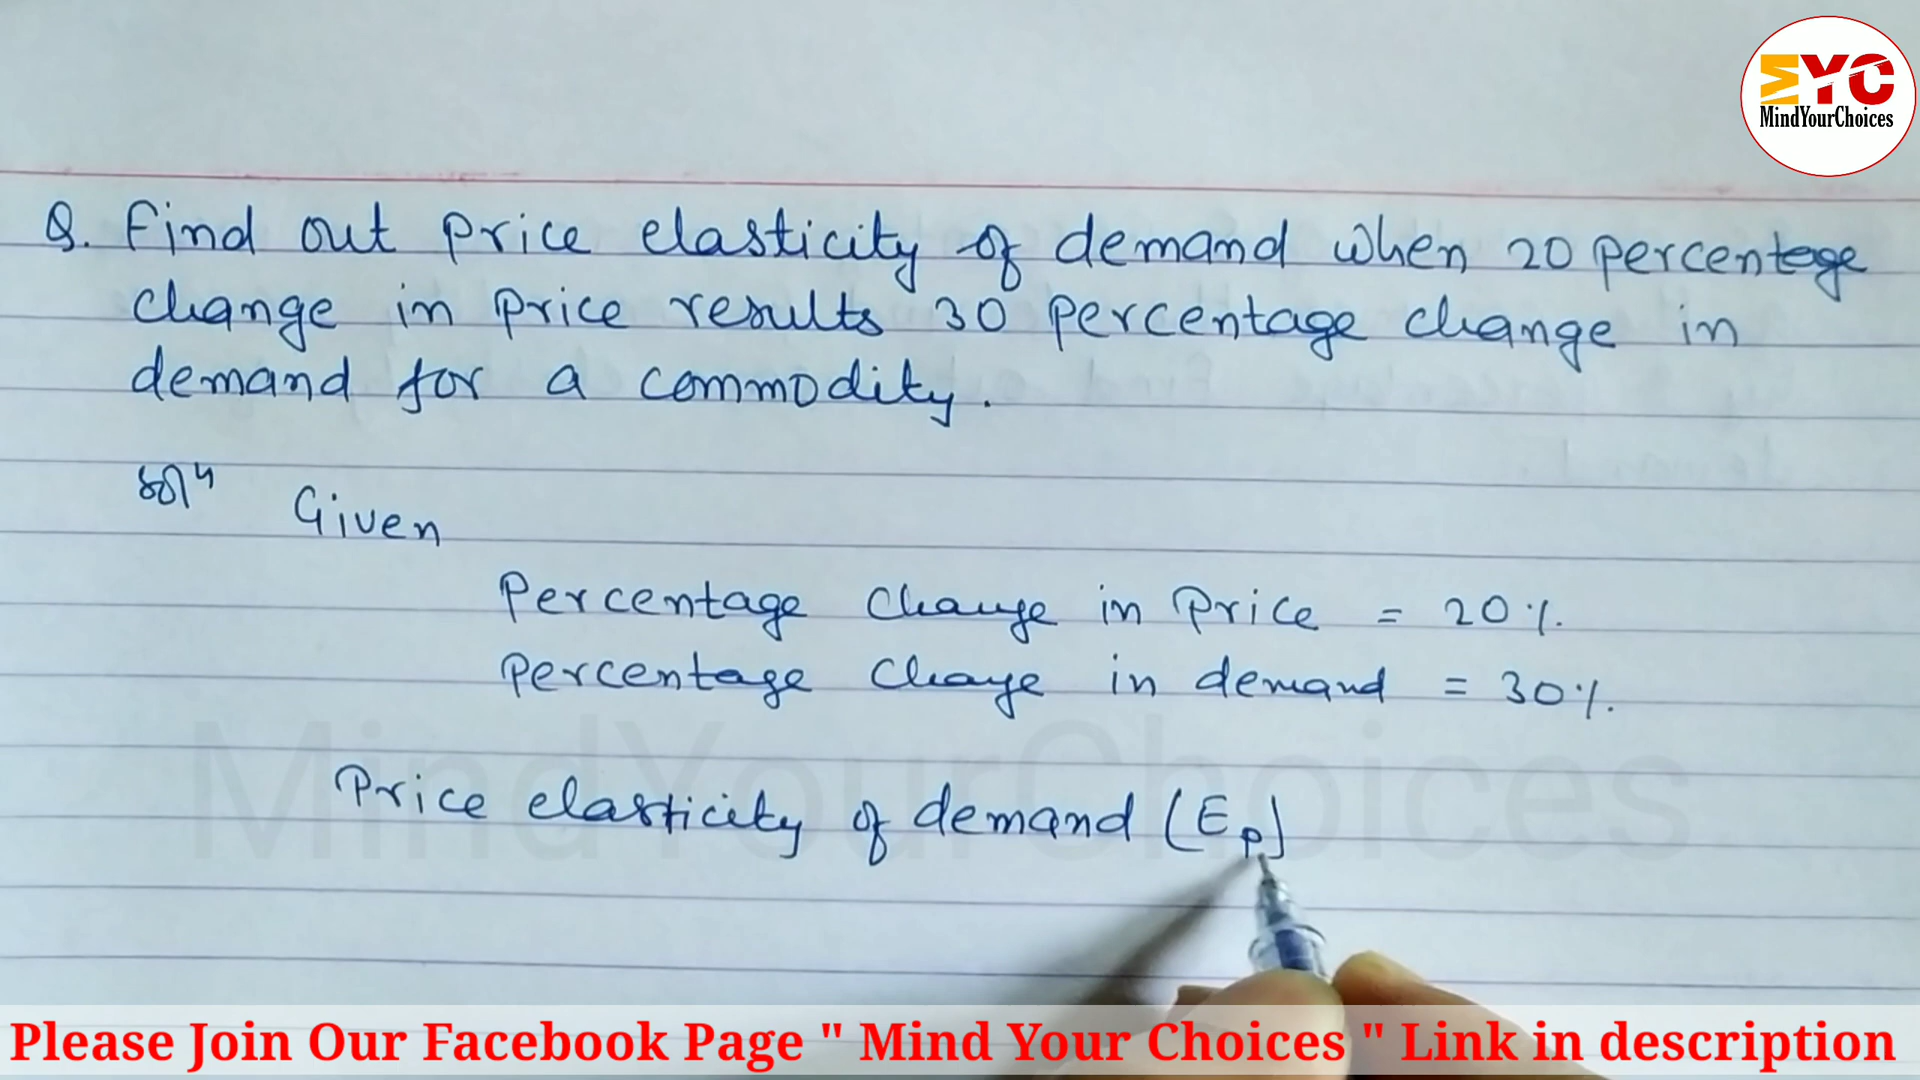 MYC
MindYourChoices
Q. Find out price elasticity of demand when 20 percentage
change in price results 30 percentage change in
demand for a commodity.
Solⁿ Given
Percentage change in price = 20%.
Percentage change in demand = 30%.
Price elasticity of demand (Ep)
MindYourChoices
Please Join Our Facebook Page " Mind Your Choices " Link in description